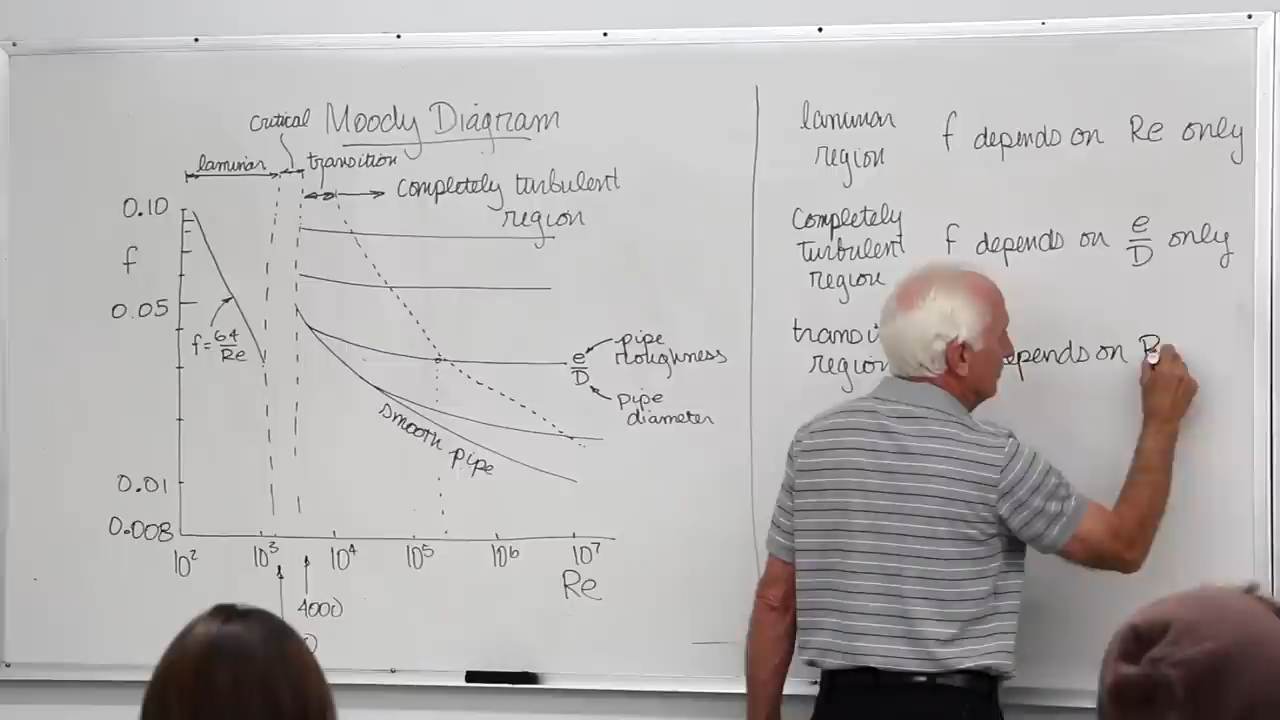 critical
Moody Diagram
laminar
transition
completely turbulent
region
0.10
f
0.05
f=64/Re
0.01
0.008
10²
10³
10⁴
10⁵
10⁶
10⁷
Re
4000
smooth pipe
e/D
pipe
roughness
pipe
diameter
laminar
region
f depends on Re only
Completely
turbulent
region
f depends on e/D only
region
depends on